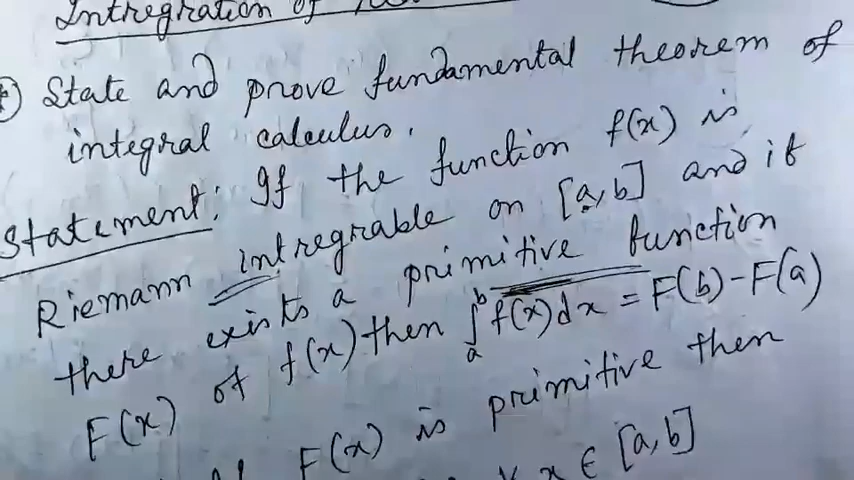 Intregration of
State and prove fundamental theorem of
integral calculus.
Statement: If the function f(x) is
Riemann intregrable on [a,b] and if
there exists a primitive function
F(x) of f(x) then ∫ₐᵇ f(x)dx = F(b)-F(a)
F(x) is primitive then
∀ x ∈ [a,b]